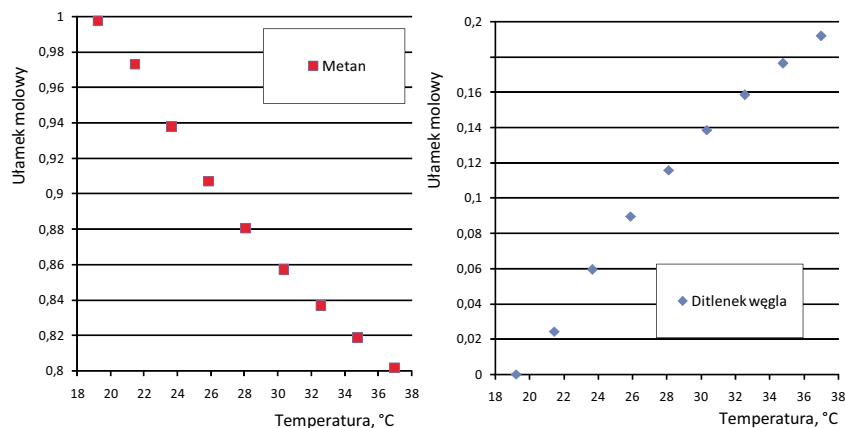 Ułamek molowy
1
0,98
0,96
0,94
0,92
0,9
0,88
0,86
0,84
0,82
0,8
Metan
18 20 22 24 26 28 30 32 34 36 38
Temperatura, °C
Ułamek molowy
0,2
0,16
0,14
0,12
0,1
0,08
0,06
0,04
0,02
0
Ditlenek węgla
18 20 22 24 26 28 30 32 34 36 38
Temperatura, °C